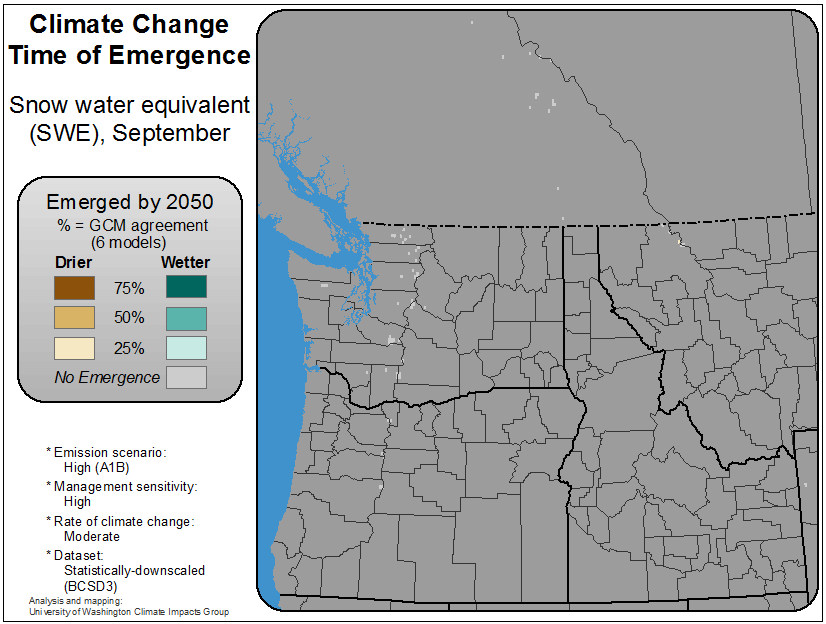 Climate Change
Time of Emergence
Snow water equivalent
(SWE), September
Emerged by 2050
% = GCM agreement
(6 models)
Drier Wetter
75%
50%
25%
No Emergence
* Emission scenario:
High (A1B)
* Management sensitivity:
High
* Rate of climate change:
Moderate
* Dataset:
Statistically-downscaled
(BCSD3)
Analysis and mapping:
University of Washington Climate Impacts Group